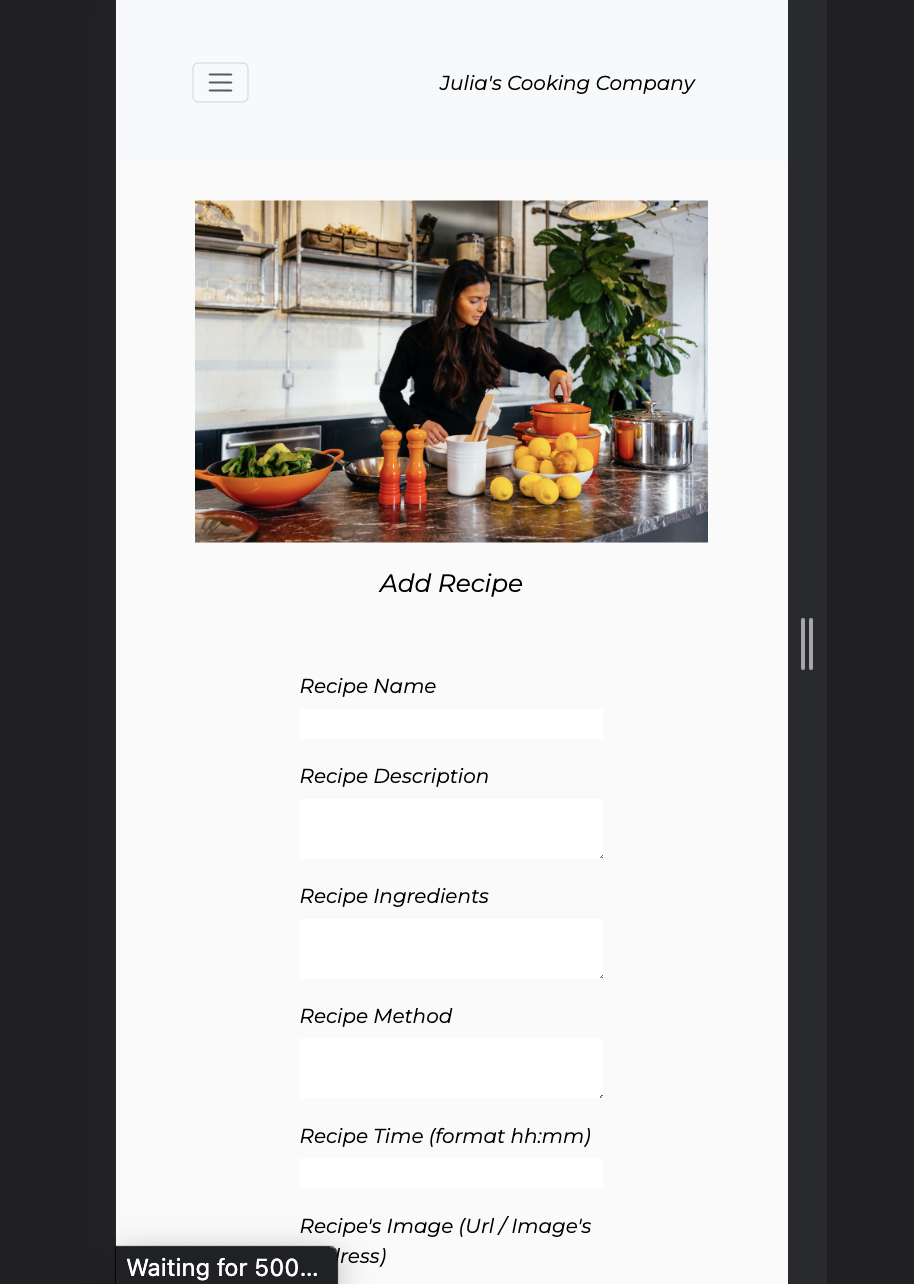 Julia's Cooking Company
Add Recipe
Recipe Name
Recipe Description
Recipe Ingredients
Recipe Method
Recipe Time (format hh:mm)
Recipe's Image (Url / Image's
ress)
Waiting for 500...